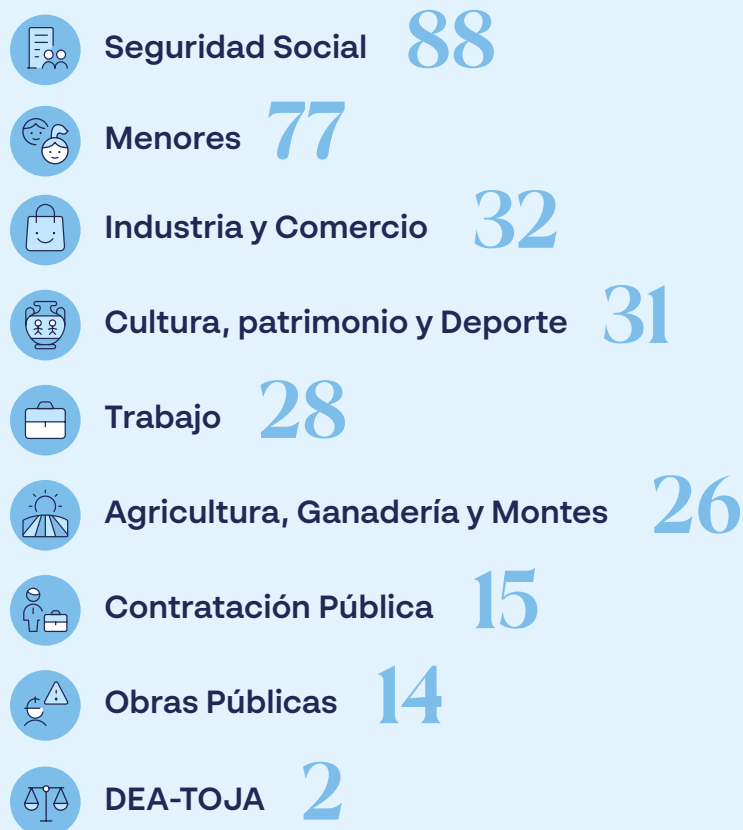 Seguridad Social 88
Menores 77
Industria y Comercio 32
Cultura, patrimonio y Deporte 31
Trabajo 28
Agricultura, Ganadería y Montes 26
Contratación Pública 15
Obras Públicas 14
DEA-TOJA 2